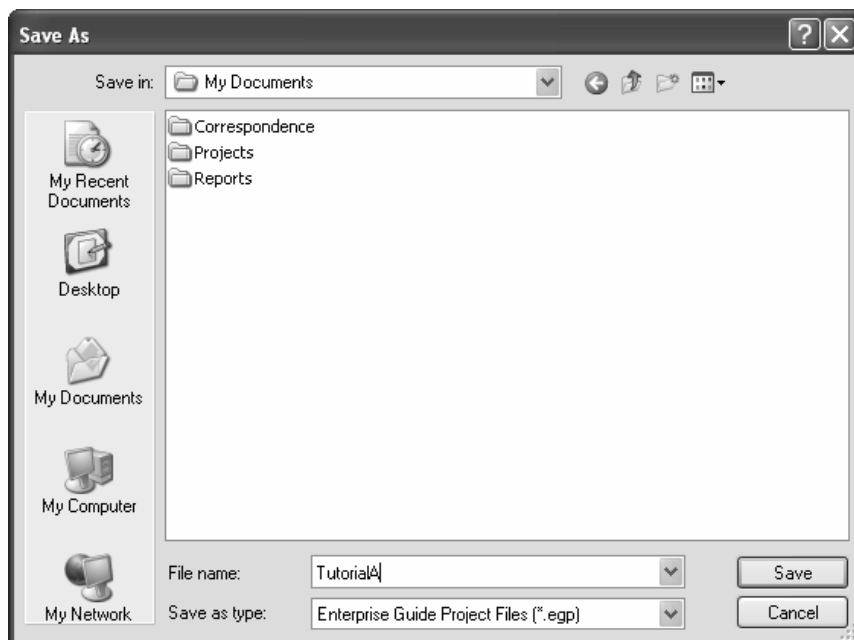 Save As
Save in: My Documents
Correspondence
Projects
Reports
My Recent
Documents
Desktop
My Documents
My Computer
My Network
File name: TutorialA
Save
Save as type: Enterprise Guide Project Files (*.egp)
Cancel